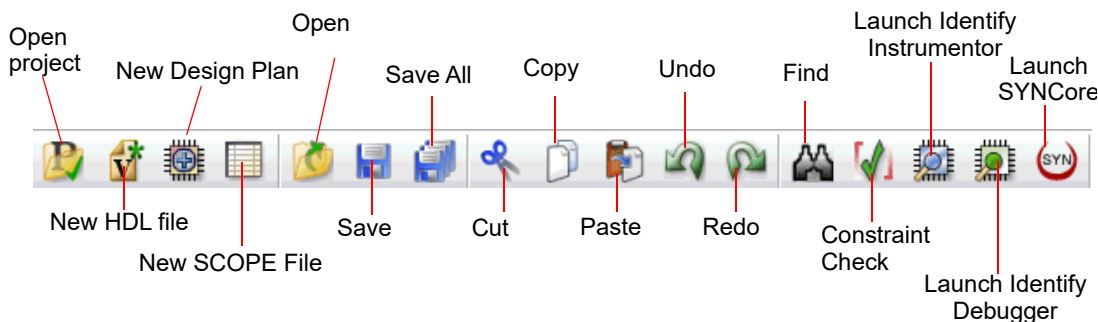 Open
project
New Design Plan
Open
Save All
Copy
Undo
Find
Launch Identify
Instrumentor
Launch
SYNCore
P
V
SYN
New HDL file
New SCOPE File
Save
Cut
Paste
Redo
Constraint
Check
Launch Identify
Debugger